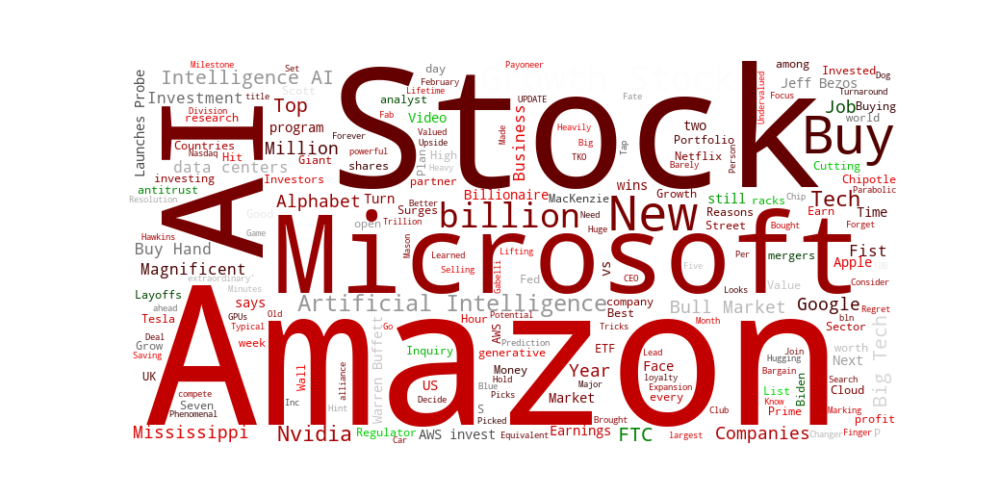 Milestone
Set
day
February
Payoneer
Growth Stock
Among
Invested
Dog
Launches Probe
Intelligence AI
Scott
Lifetime
Jeff Bezos
Turnaround
Investment
title
Top
analyst
UPDATE
Fate
Undervalued
Focus
Job
Buying
Division
research
program
Fab
Video
Valued
Heavily
two
world
AI
Stock
Buy
Countries
Nasdaq
Hit
Million
Forever
Upside
Business
Made
Big
Tap
Portfolio
Giant
powerful
Plans
High
TKO
Barely
Person
Netflix
Cutting
data centers
shares
Heavy
investing
Investors
partner
Billionaire
MacKenzie
wins
Growth
Chipotle
antitrust
Parabolic
Resolution
Alphabet
Turn
Better
Surges
billion
Need
New
still
racks
Chip
Tech
Earn
Good
Trillion
Huge
Reasons
Bought
Time
Hawkins
Game
open
Street
Forget
Buy Hand
Mason
Learned
Lifting
vs
Per
mergers
Fist
Microsoft
Magnificent
Selling
Gabelli
Fed
CEO
Five
Looks
Apple
extraordinary'
Value
Consider
Layoffs
Minutes
Artificial Intelligence
company
Bull Market
Google
Regret
ahead
says
GPUs
Old
Potential
Best
Month
bln
Tesla
Typical
Hour
AWS
Tricks
Sector
Big Tech
Deal
week
Go
Prediction
Amazon
Grow
Inquiry
generative
ETF
Lead
Hugging
Join
worth
Saving
Wall
Warren Buffett
Money
Year
Face
Bargain
Next
UK
alliance
US
Blue
Hold
Major
loyalty
Expansion
Biden
Search
Cloud
compete
Decide
Picks
every
List
Seven
Inc
Hint
S
Market
Know
Prime
Marking
Phenomenal
Picked
Brought
Club
profit
Mississippi
Nvidia
Regulator
Car
AWS invest
Equivalent
Earnings
FTC
largest
Companies
Changer
Finger
P